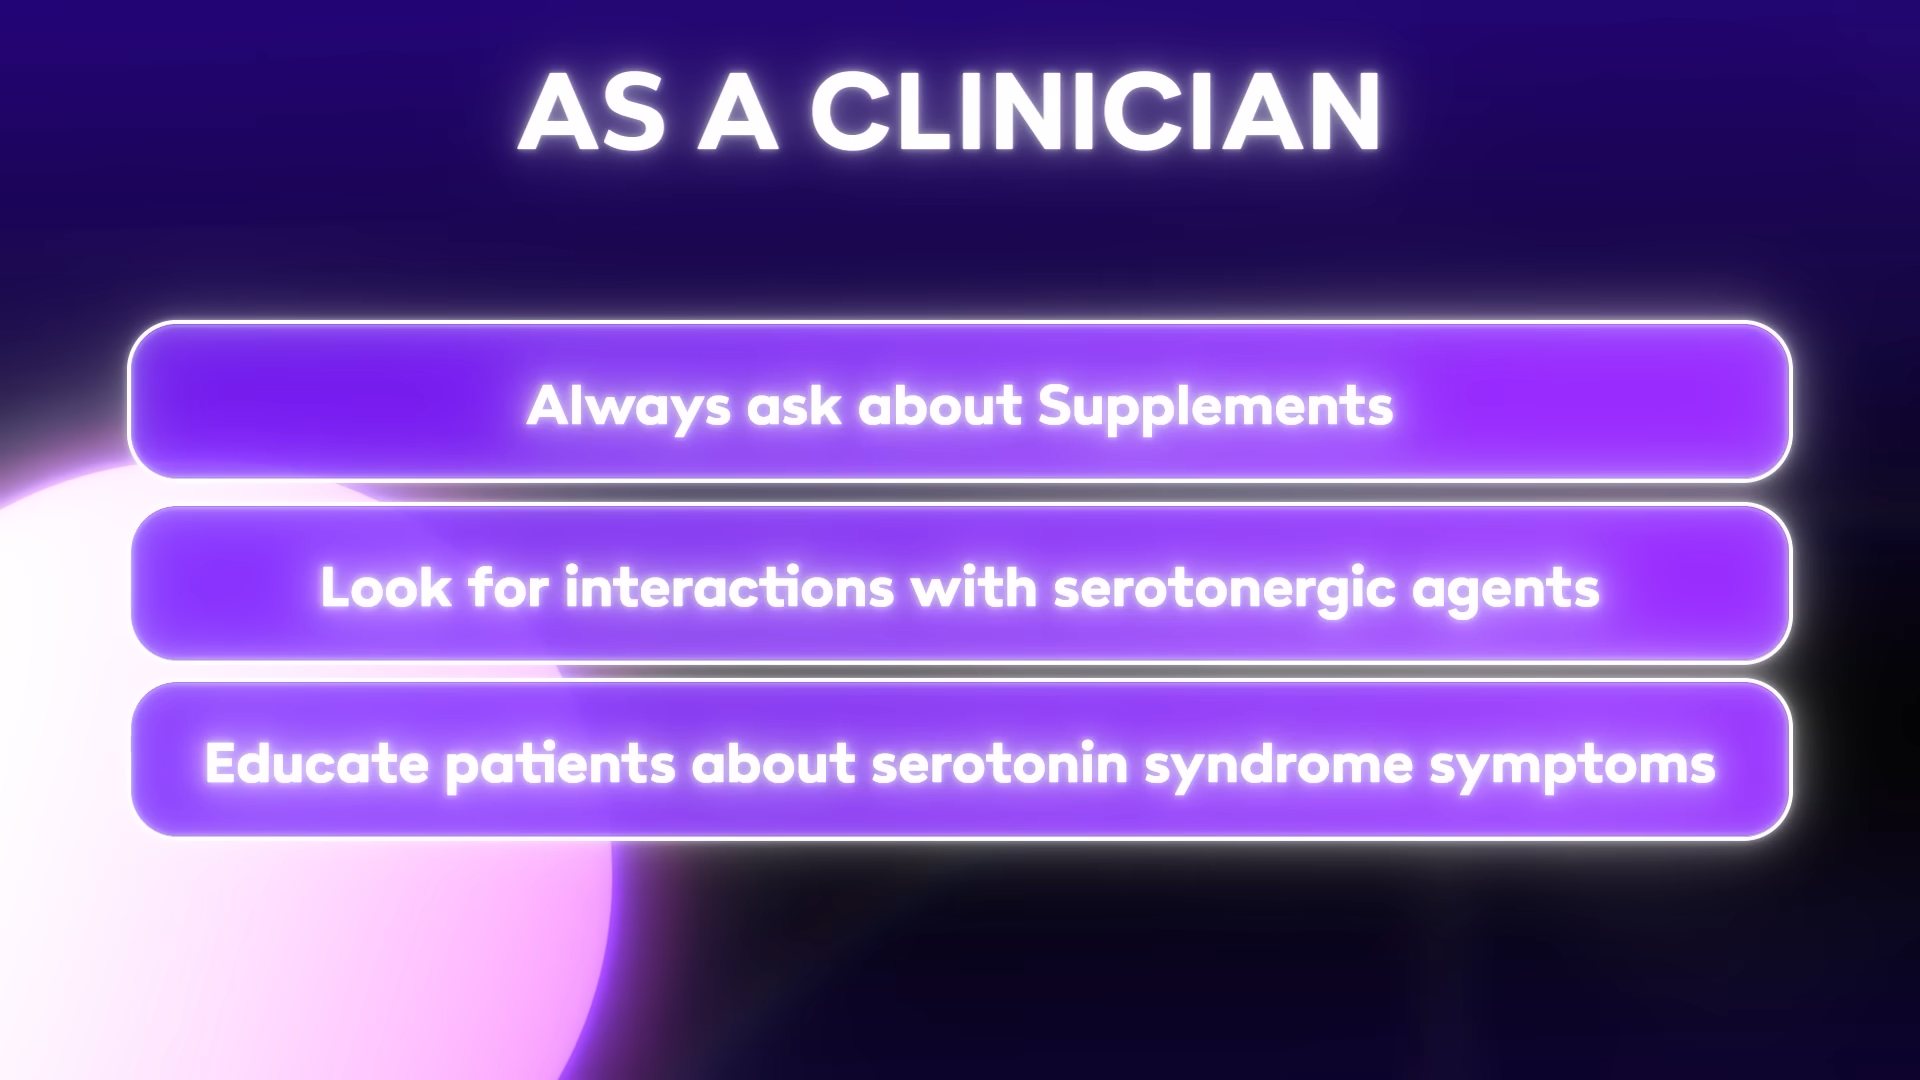 AS A CLINICIAN
Always ask about Supplements
Look for interactions with serotonergic agents
Educate patients about serotonin syndrome symptoms